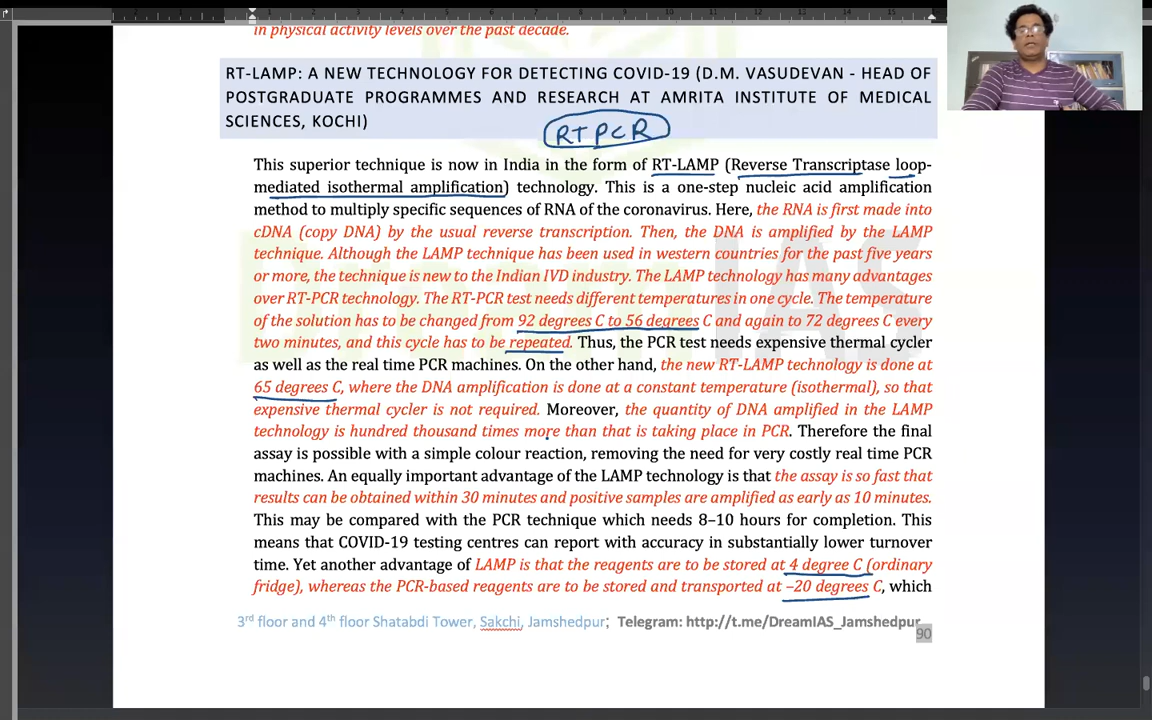 in physical activity levels over the past decade.
RT-LAMP: A NEW TECHNOLOGY FOR DETECTING COVID-19 (D.M. VASUDEVAN - HEAD OF
POSTGRADUATE PROGRAMMES AND RESEARCH AT AMRITA INSTITUTE OF MEDICAL
SCIENCES, KOCHI)
RT PCR
This superior technique is now in India in the form of RT-LAMP (Reverse Transcriptase loop-
mediated isothermal amplification) technology. This is a one-step nucleic acid amplification
method to multiply specific sequences of RNA of the coronavirus. Here, the RNA is first made into
cDNA (copy DNA) by the usual reverse transcription. Then, the DNA is amplified by the LAMP
technique. Although the LAMP technique has been used in western countries for the past five years
or more, the technique is new to the Indian IVD industry. The LAMP technology has many advantages
over RT-PCR technology. The RT-PCR test needs different temperatures in one cycle. The temperature
of the solution has to be changed from 92 degrees C to 56 degrees C and again to 72 degrees C every
two minutes, and this cycle has to be repeated. Thus, the PCR test needs expensive thermal cycler
as well as the real time PCR machines. On the other hand, the new RT-LAMP technology is done at
65 degrees C, where the DNA amplification is done at a constant temperature (isothermal), so that
expensive thermal cycler is not required. Moreover, the quantity of DNA amplified in the LAMP
technology is hundred thousand times more than that is taking place in PCR. Therefore the final
assay is possible with a simple colour reaction, removing the need for very costly real time PCR
machines. An equally important advantage of the LAMP technology is that the assay is so fast that
results can be obtained within 30 minutes and positive samples are amplified as early as 10 minutes.
This may be compared with the PCR technique which needs 8–10 hours for completion. This
means that COVID-19 testing centres can report with accuracy in substantially lower turnover
time. Yet another advantage of LAMP is that the reagents are to be stored at 4 degree C (ordinary
fridge), whereas the PCR-based reagents are to be stored and transported at –20 degrees C, which
3rd floor and 4th floor Shatabdi Tower, Sakchi, Jamshedpur; Telegram: http://t.me/DreamIAS_Jamshedpur
90